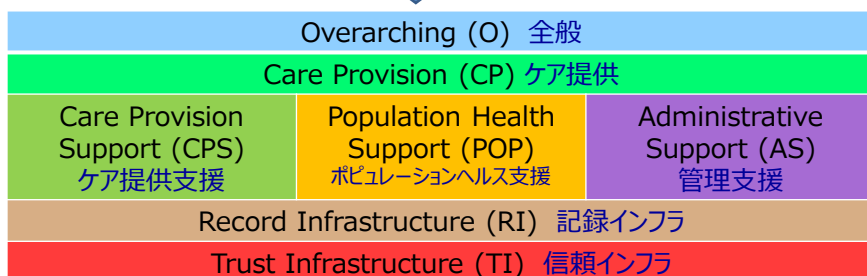 Overarching (O) 全般
Care Provision (CP) ケア提供
Care Provision
Support (CPS)
ケア提供支援
Population Health
Support (POP)
ポピュレーションヘルス支援
Administrative
Support (AS)
管理支援
Record Infrastructure (RI) 記録インフラ
Trust Infrastructure (TI) 信頼インフラ